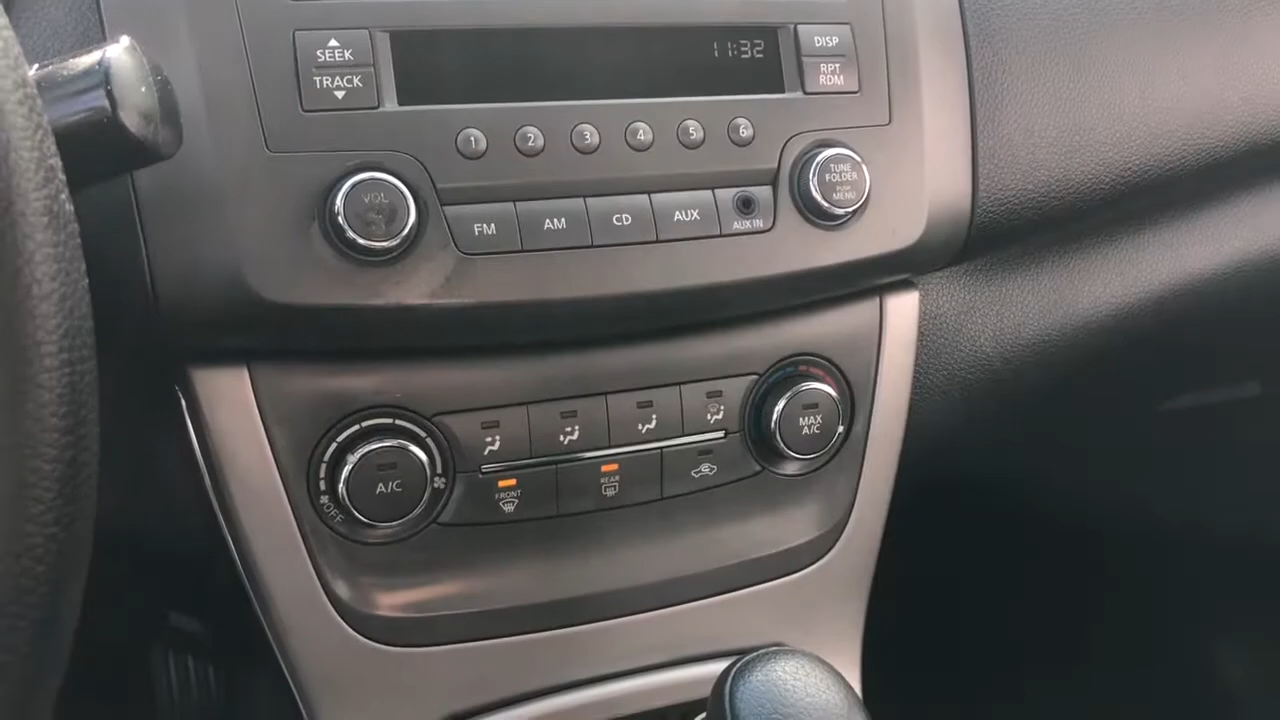 SEEK
TRACK
11:32
DISP
RPT
RDM
1
2
3
4
5
6
VOL
FM
AM
CD
AUX
AUX IN
TUNE
FOLDER
PUSH
MENU
A/C
OFF
FRONT
REAR
MAX
A/C